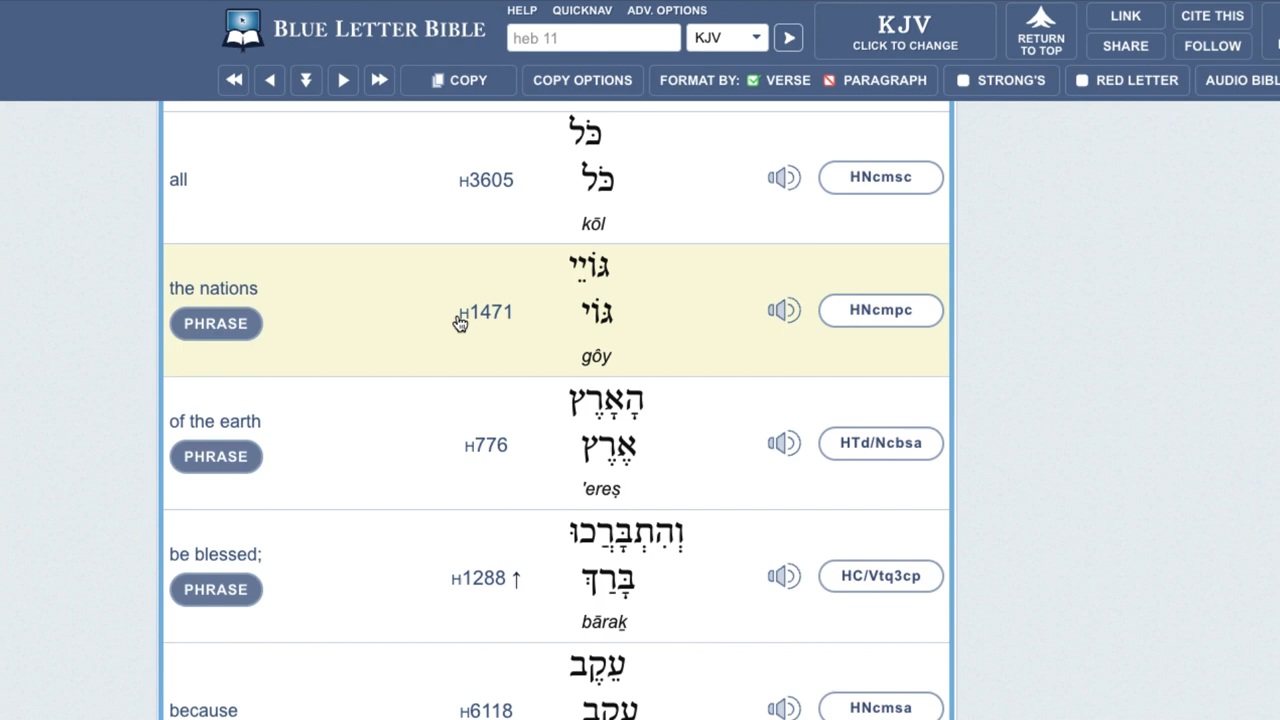 BLUE LETTER BIBLE
HELP QUICKNAV ADV. OPTIONS
heb 11 KJV
KJV
CLICK TO CHANGE
RETURN
TO TOP
LINK CITE THIS
SHARE FOLLOW
COPY COPY OPTIONS FORMAT BY: VERSE PARAGRAPH STRONG'S RED LETTER AUDIO BIBL
כֹּל
all H3605 כֹּל HNcmsc
kōl
גּוֹיֵי
the nations
H1471 גּוֹי HNcmpc
PHRASE
gôy
הָאָרֶץ
of the earth
H776 אֶרֶץ HTd/Ncbsa
PHRASE
'ereṣ
וְהִתְבָּרֲכוּ
be blessed;
H1288 ↑ בָּרַךְ HC/Vtq3cp
PHRASE
bāraḵ
עֵקֶב
because H6118 עקב HNcmsa